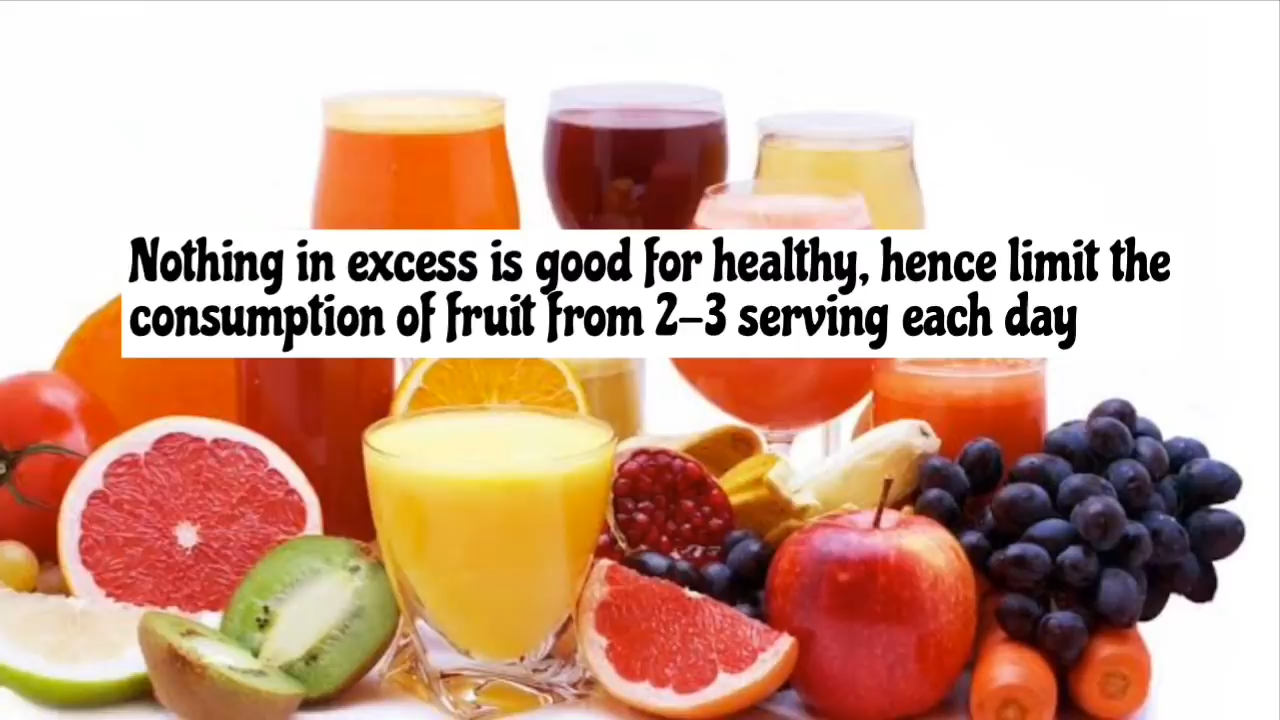 Nothing in excess is good for healthy, hence limit the
consumption of fruit from 2-3 serving each day